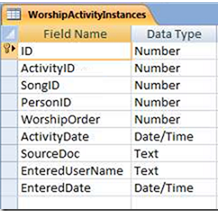 WorshipActivityInstances
Field Name Data Type
ID Number
ActivityID Number
SongID Number
PersonID Number
WorshipOrder Number
ActivityDate Date/Time
SourceDoc Text
EnteredUserName Text
EnteredDate Date/Time